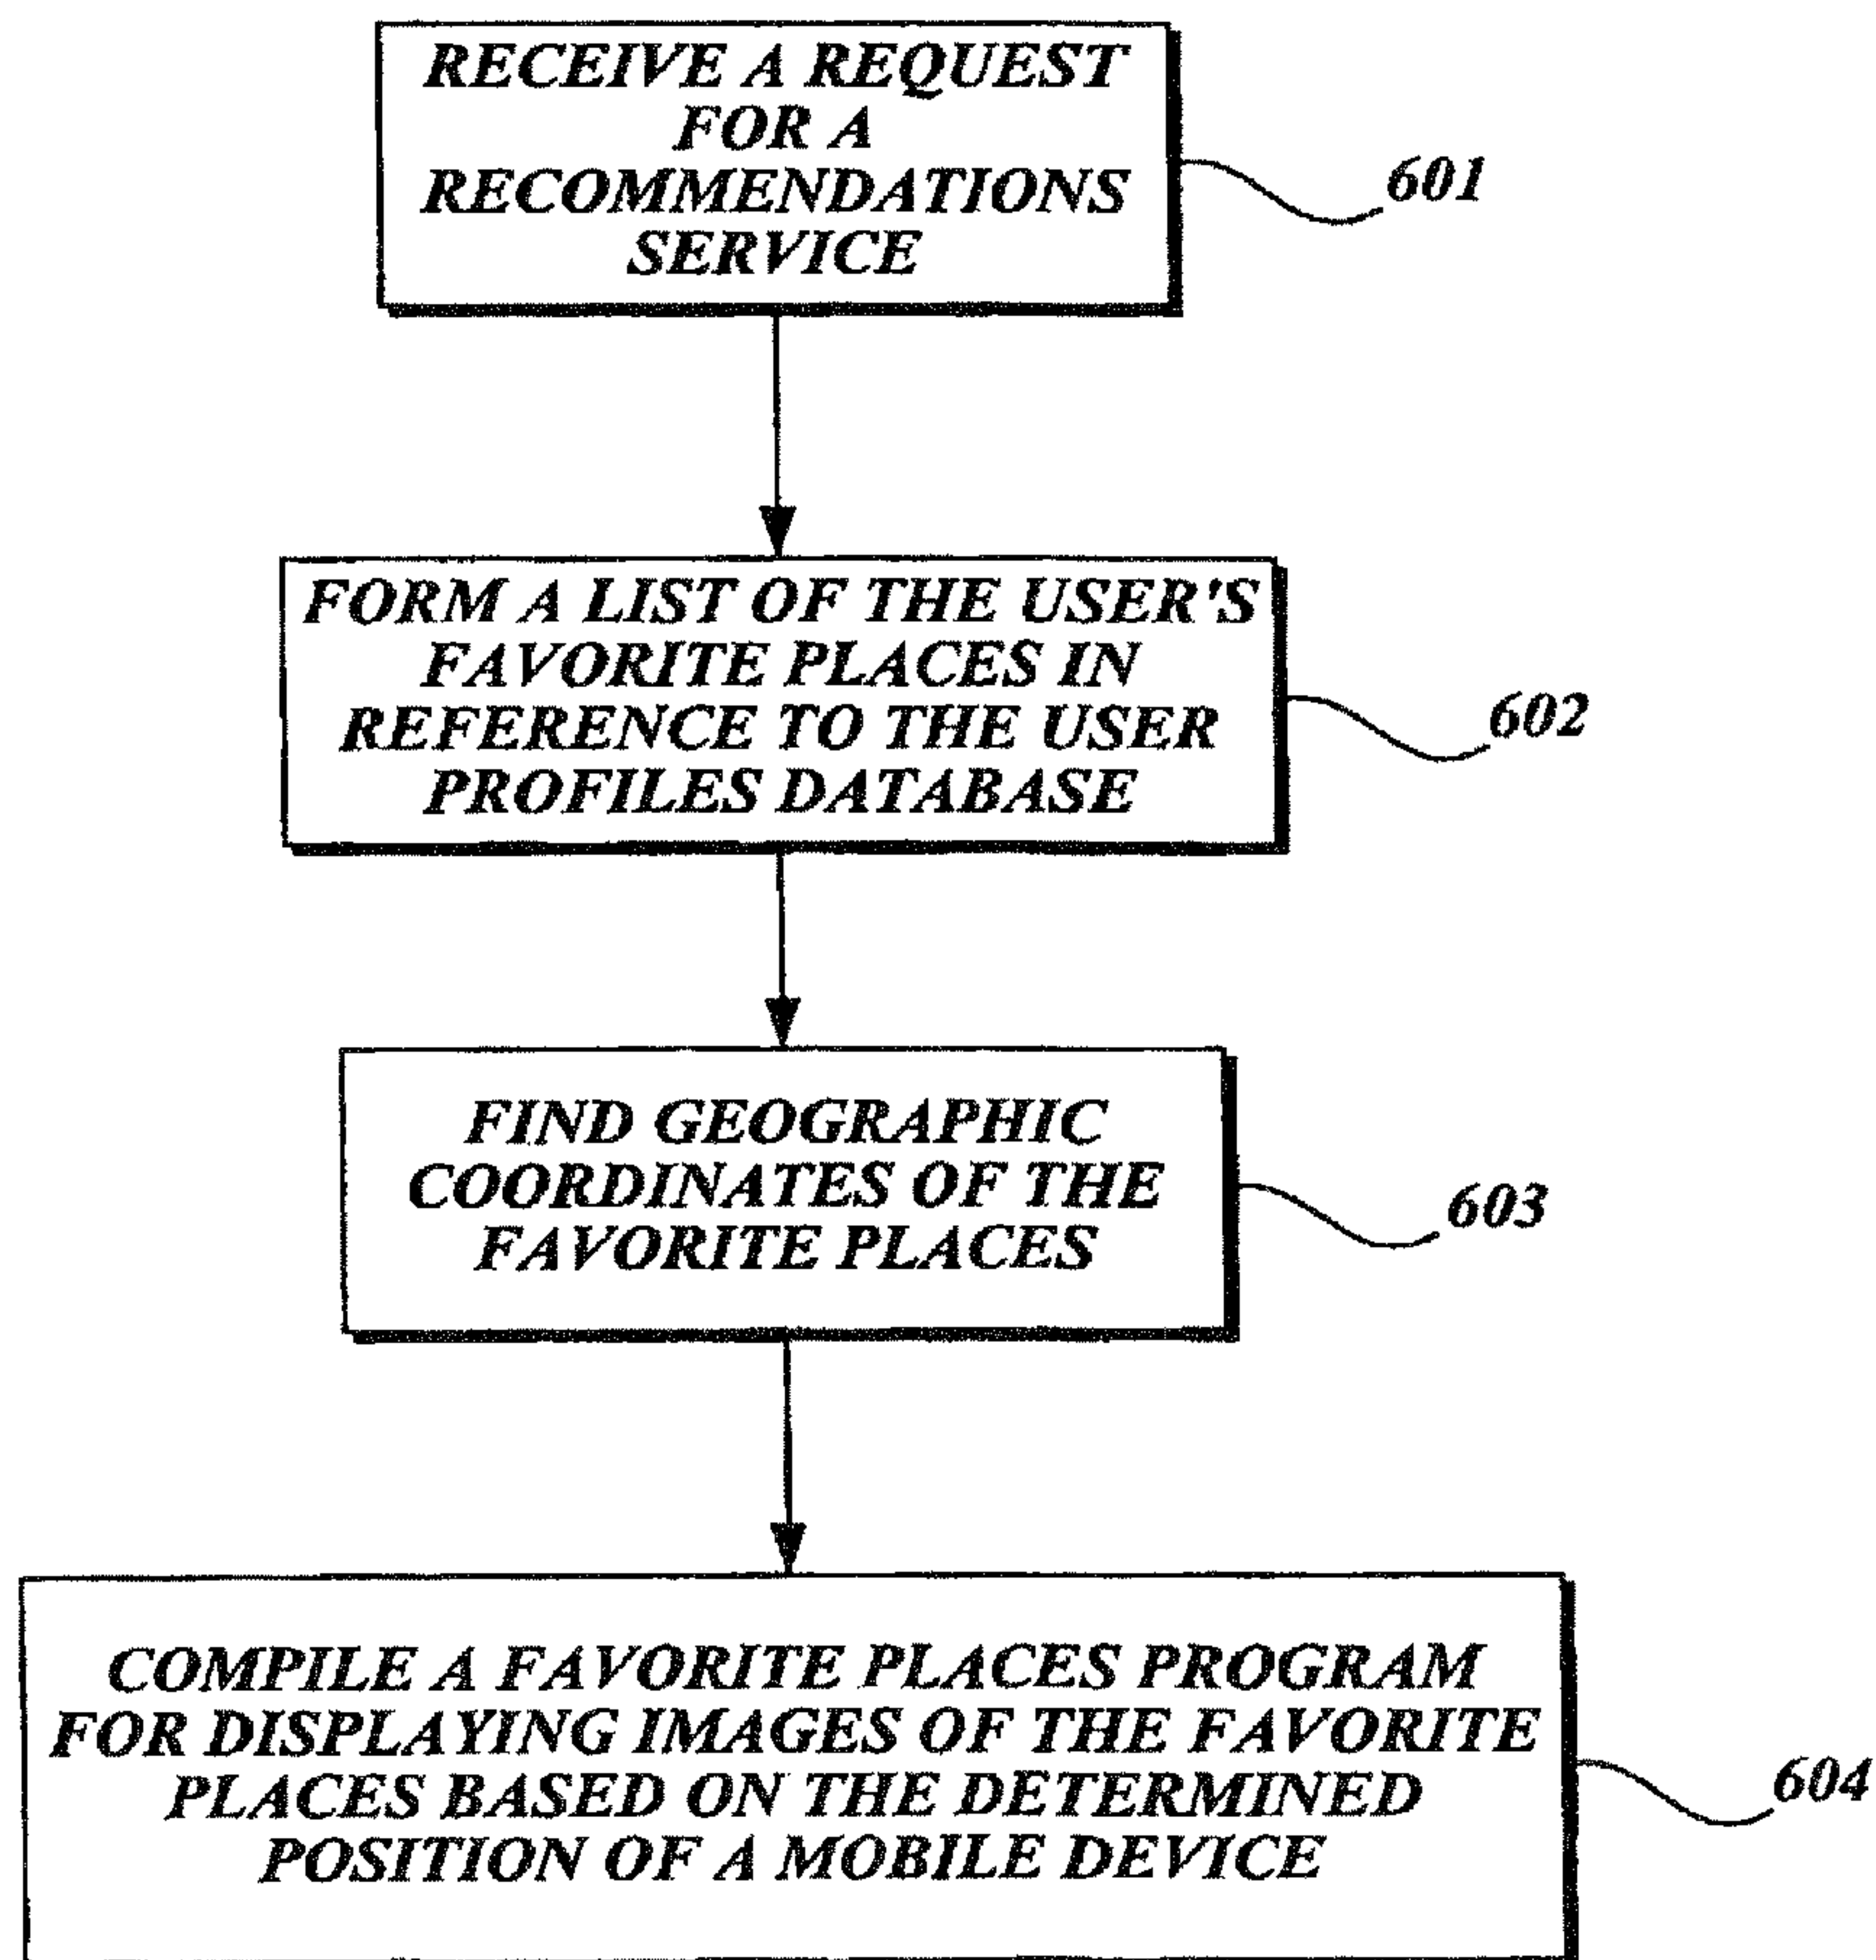 RECEIVE A REQUEST
FOR A
RECOMMENDATIONS
SERVICE
601
FORM A LIST OF THE USER'S
FAVORITE PLACES IN
REFERENCE TO THE USER
PROFILES DATABASE
602
FIND GEOGRAPHIC
COORDINATES OF THE
FAVORITE PLACES
603
COMPILE A FAVORITE PLACES PROGRAM
FOR DISPLAYING IMAGES OF THE FAVORITE
PLACES BASED ON THE DETERMINED
POSITION OF A MOBILE DEVICE
604